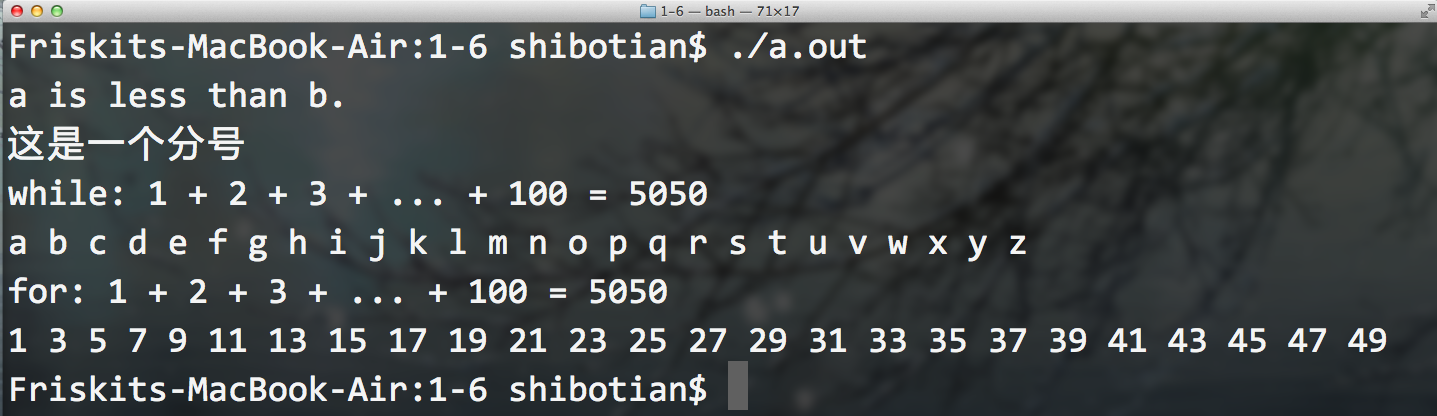 1-6 — bash — 71×17
Friskits-MacBook-Air:1-6 shibotian$ ./a.out
a is less than b.
这是一个分号
while: 1 + 2 + 3 + ... + 100 = 5050
a b c d e f g h i j k l m n o p q r s t u v w x y z
for: 1 + 2 + 3 + ... + 100 = 5050
1 3 5 7 9 11 13 15 17 19 21 23 25 27 29 31 33 35 37 39 41 43 45 47 49
Friskits-MacBook-Air:1-6 shibotian$